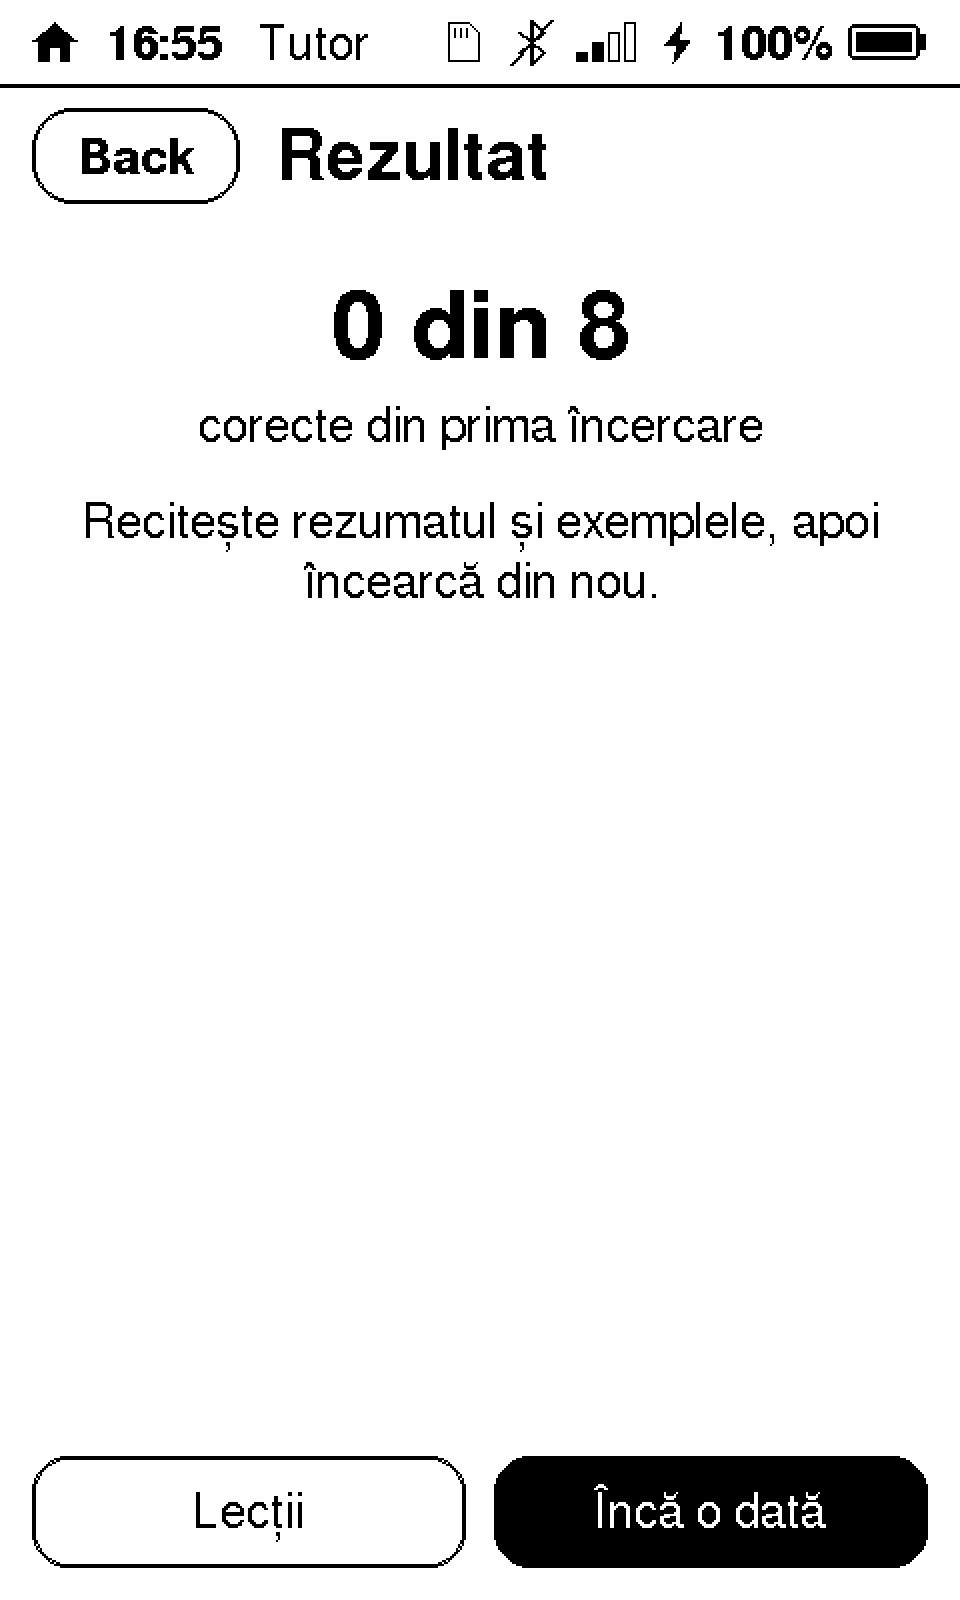 16:55 Tutor 100%
Back Rezultat
0 din 8
corecte din prima încercare
Recitește rezumatul și exemplele, apoi
încearcă din nou.
Lecții Încă o dată